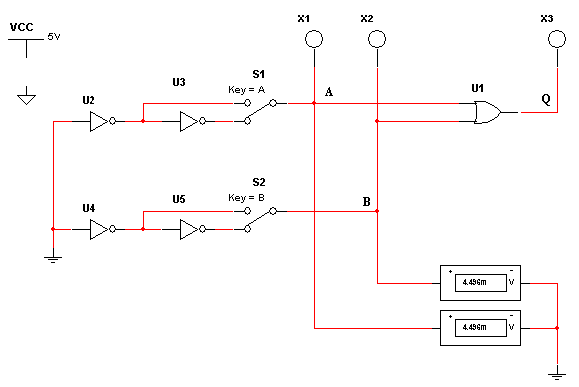 X1
X2
X3
VCC
5V
U3
S1
U2
Key = A
A
U1
Q
U5
S2
U4
Key = B
B
+
-
4.496m
V
+
-
4.496m
V